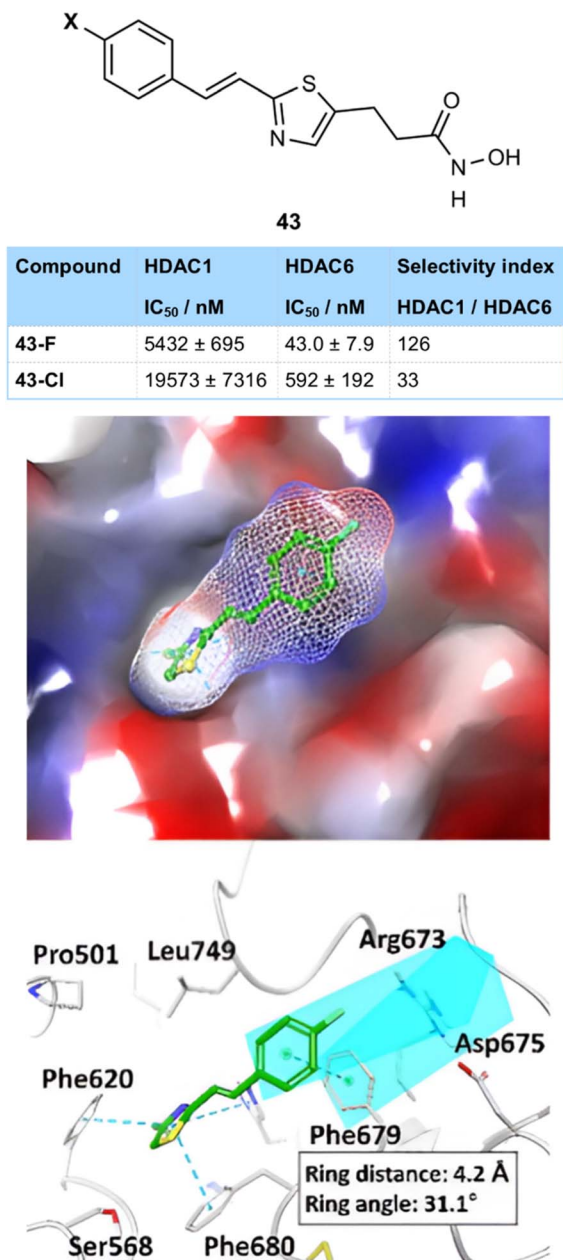 X
S
N
O
N
OH
H
43
Compound HDAC1 HDAC6 Selectivity index
IC50 / nM IC50 / nM HDAC1 / HDAC6
43-F 5432 ± 695 43.0 ± 7.9 126
43-Cl 19573 ± 7316 592 ± 192 33
Arg673
Pro501 Leu749
Asp675
Phe620
Phe679
Ring distance: 4.2 Å
Ring angle: 31.1°
Ser568 Phe680